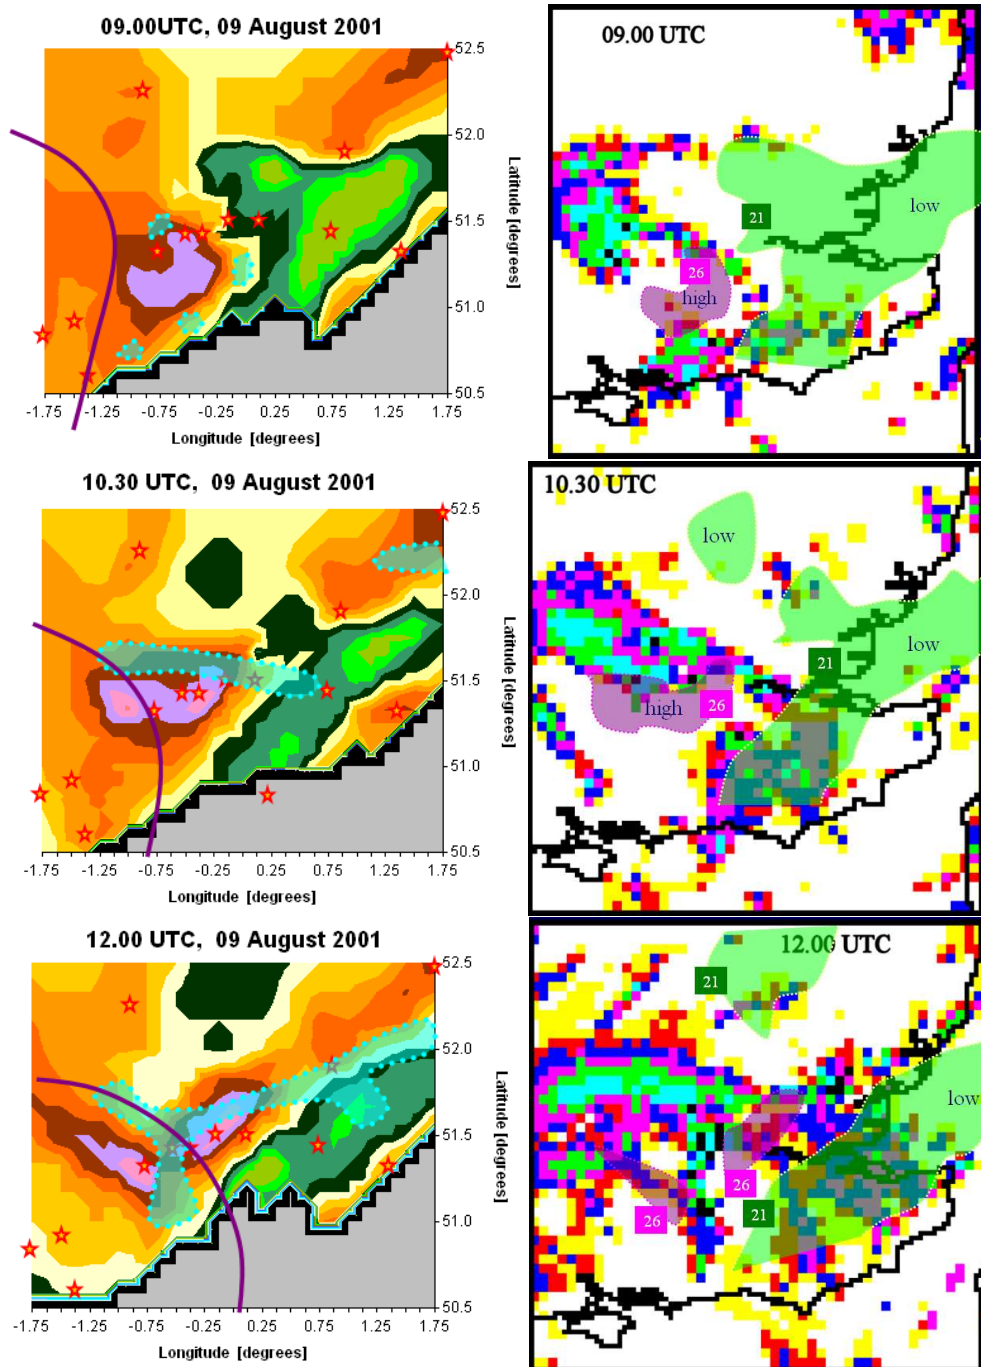 09.00UTC, 09 August 2001
52.5
52.0
51.5
51.0
50.5
Latitude [degrees]
-1.75 -1.25 -0.75 -0.25 0.25 0.75 1.25 1.75
Longitude [degrees]
09.00 UTC
low
21
26
high
10.30 UTC, 09 August 2001
52.5
52.0
51.5
51.0
50.5
Latitude [degrees]
-1.75 -1.25 -0.75 -0.25 0.25 0.75 1.25 1.75
Longitude [degrees]
10.30 UTC
low
low
21
26
high
12.00 UTC, 09 August 2001
52.5
52.0
51.5
51.0
50.5
Latitude [degrees]
-1.75 -1.25 -0.75 -0.25 0.25 0.75 1.25 1.75
Longitude [degrees]
12.00 UTC
21
low
26
26
21